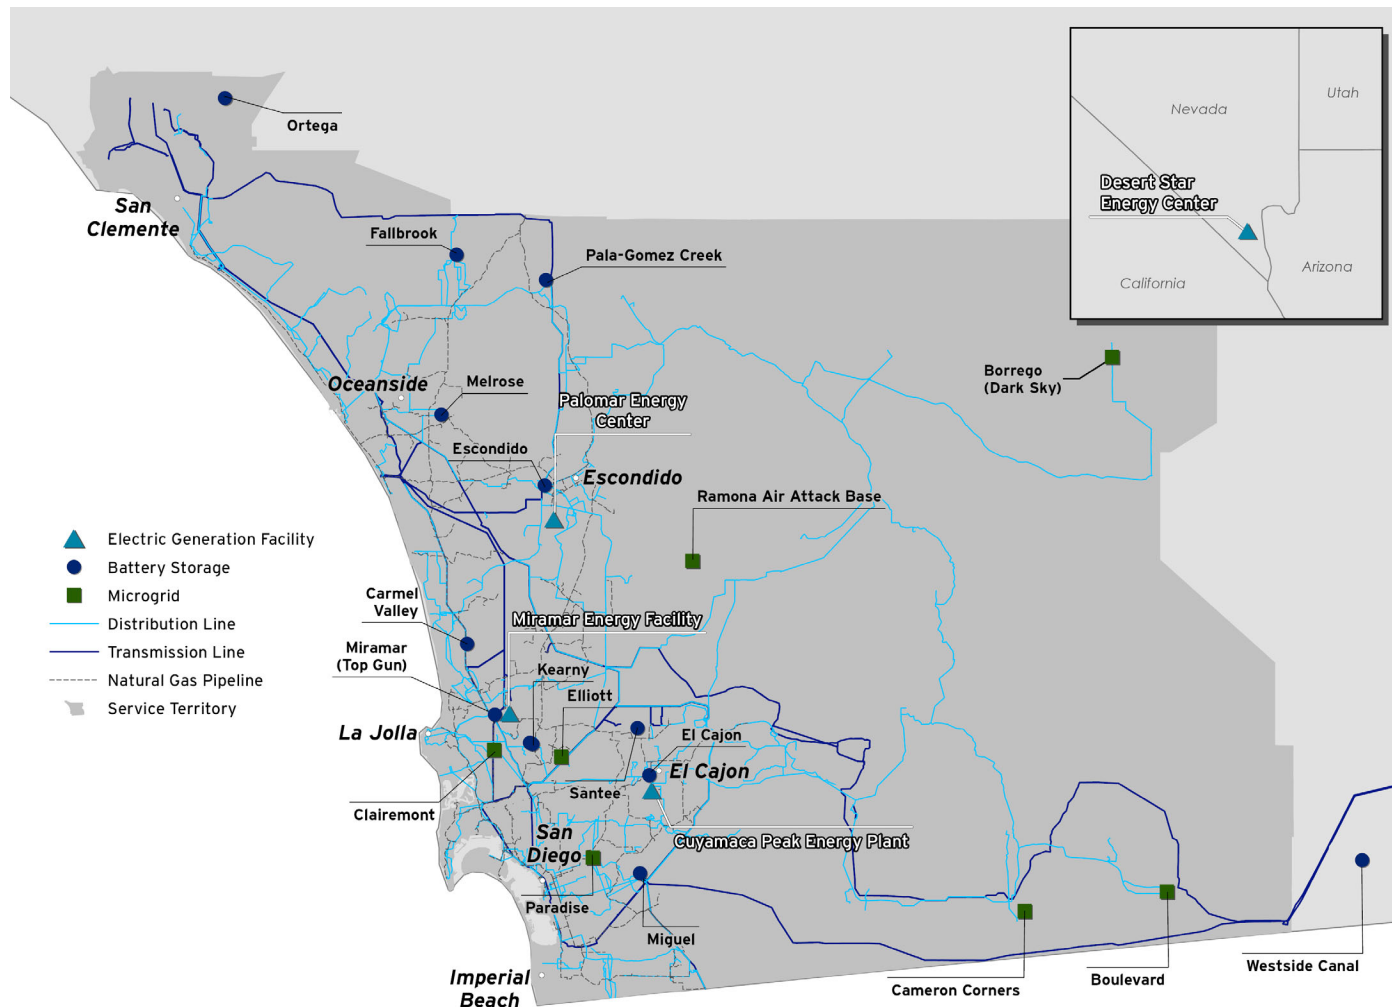 Ortega
San
Clemente
Fallbrook
Pala-Gomez Creek
Nevada
Utah
Desert Star
Energy Center
California
Arizona
Borrego
(Dark Sky)
Oceanside
Melrose
Palomar Energy
Center
Escondido
Escondido
Ramona Air Attack Base
Electric Generation Facility
Battery Storage
Microgrid
Distribution Line
Transmission Line
Natural Gas Pipeline
Service Territory
Carmel
Valley
Miramar
(Top Gun)
Miramar Energy Facility
Kearny
Elliott
La Jolla
El Cajon
El Cajon
Santee
Clairemont
San
Diego
Cuyamaca Peak Energy Plant
Paradise
Miguel
Imperial
Beach
Cameron Corners
Boulevard
Westside Canal